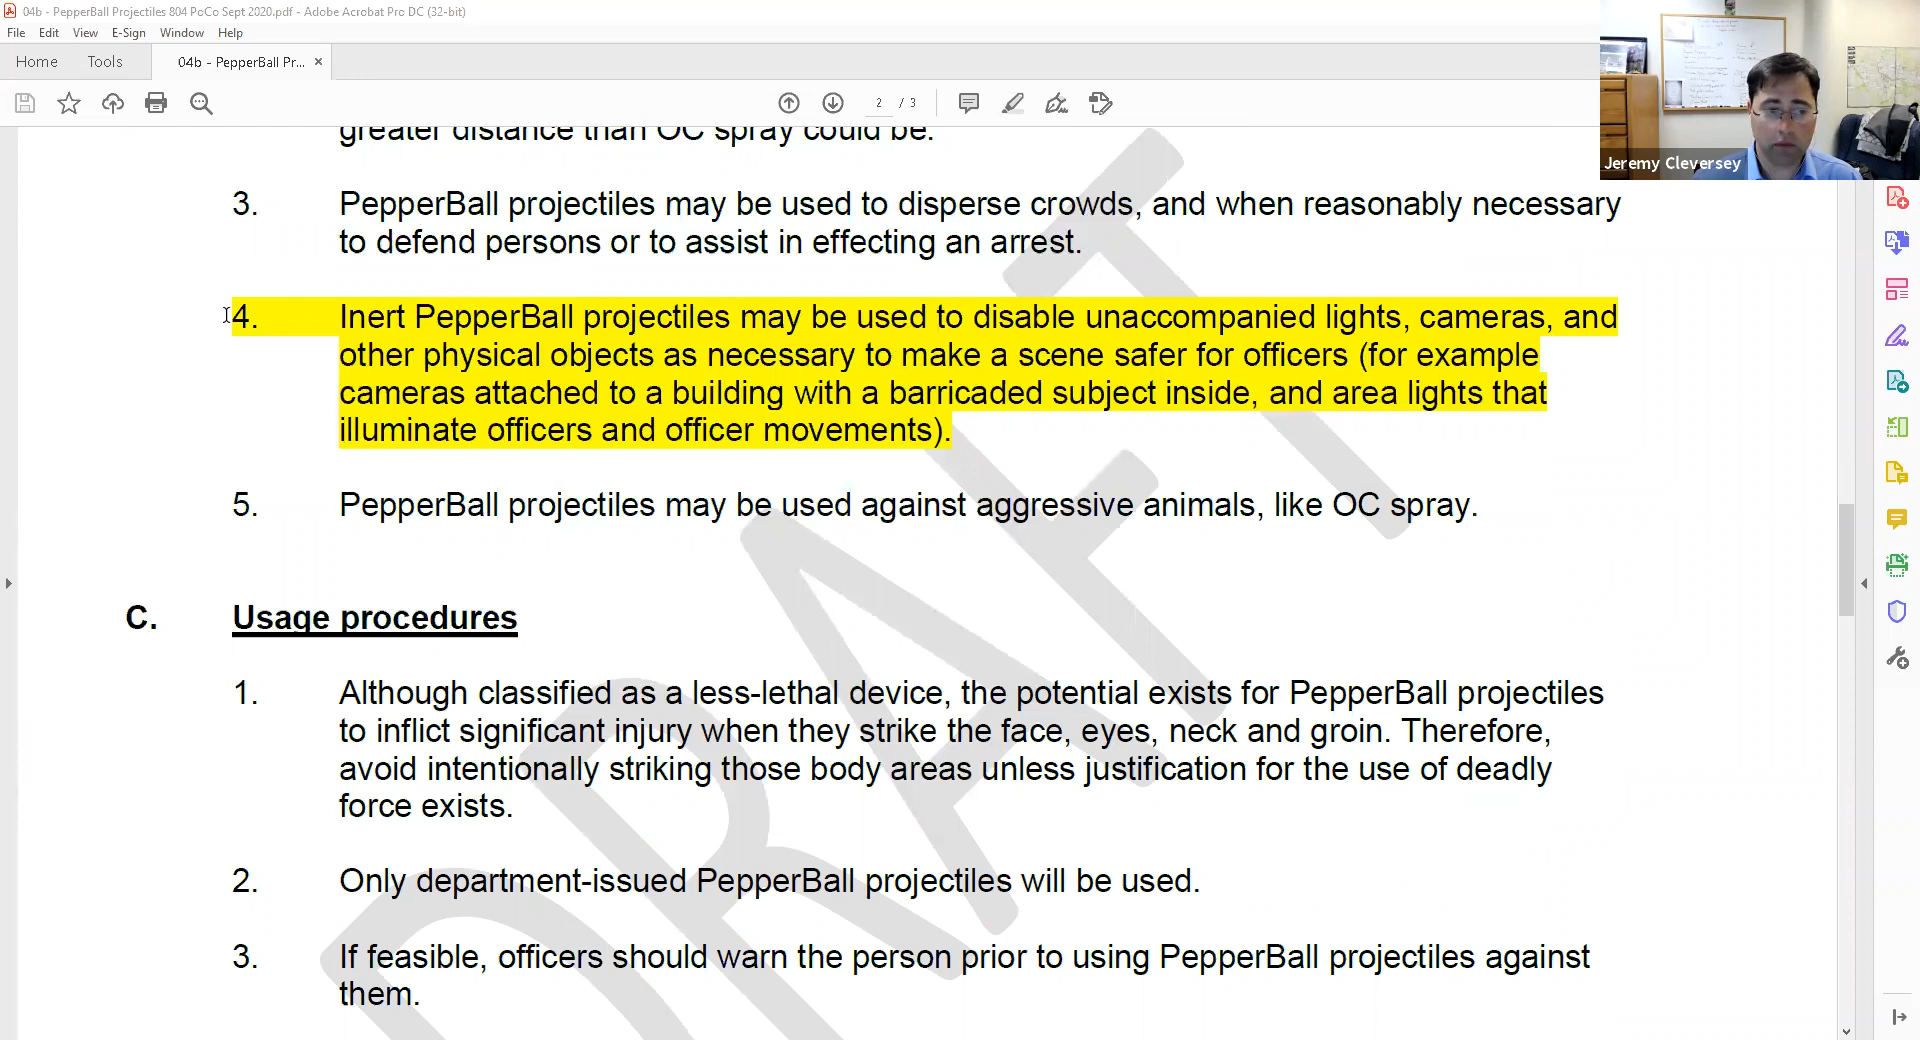 04b - PepperBall Projectiles 804 PoCo Sept 2020.pdf - Adobe Acrobat Pro DC (32-bit)
File Edit View E-Sign Window Help
Home Tools 04b - PepperBall Pr... ×
2 / 3
Jeremy Cleversey
greater distance than OC spray could be.
3. PepperBall projectiles may be used to disperse crowds, and when reasonably necessary
to defend persons or to assist in effecting an arrest.
4. Inert PepperBall projectiles may be used to disable unaccompanied lights, cameras, and
other physical objects as necessary to make a scene safer for officers (for example
cameras attached to a building with a barricaded subject inside, and area lights that
illuminate officers and officer movements).
5. PepperBall projectiles may be used against aggressive animals, like OC spray.
C. Usage procedures
1. Although classified as a less-lethal device, the potential exists for PepperBall projectiles
to inflict significant injury when they strike the face, eyes, neck and groin. Therefore,
avoid intentionally striking those body areas unless justification for the use of deadly
force exists.
2. Only department-issued PepperBall projectiles will be used.
3. If feasible, officers should warn the person prior to using PepperBall projectiles against
them.
DRAFT